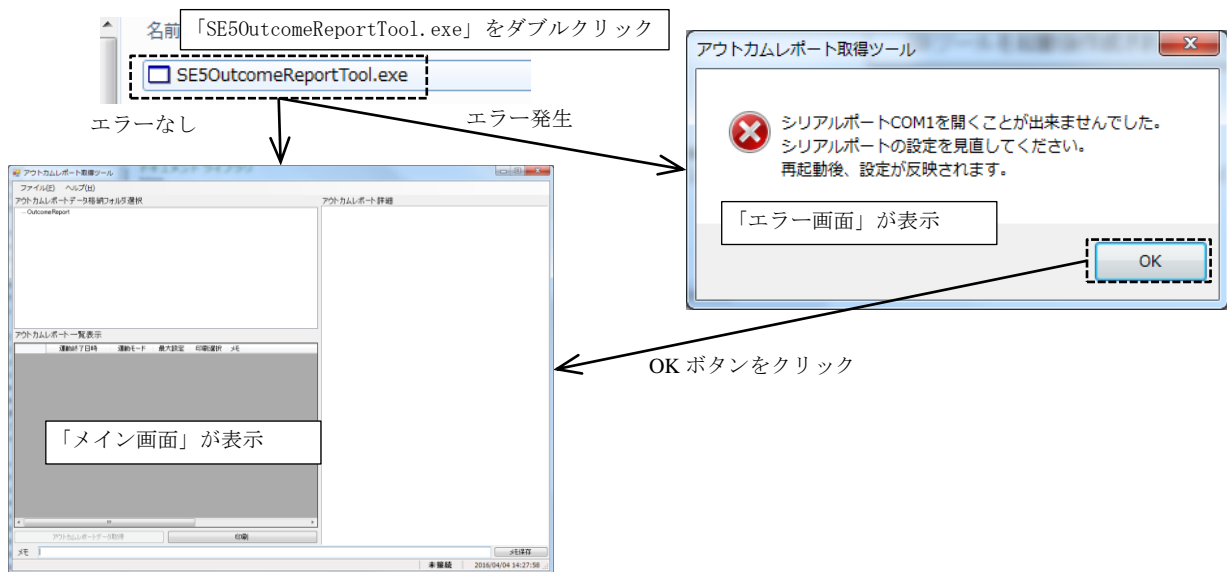 名前
「SE5OutcomeReportTool.exe」をダブルクリック
SE5OutcomeReportTool.exe
エラーなし
エラー発生
アウトカムレポート取得ツール
シリアルポートCOM1を開くことが出来ませんでした。
シリアルポートの設定を見直してください。
再起動後、設定が反映されます。
「エラー画面」が表示
OK
OK ボタンをクリック
アウトカムレポート取得ツール
ファイル(F) ヘルプ(H)
アウトカムレポートデータ格納フォルダ選択
アウトカムレポート詳細
OutcomeReport
アウトカムレポート一覧表示
運動終了日時 運動モード 最大設定 印刷選択 メモ
「メイン画面」が表示
アウトカムレポートデータ取得
印刷
メモ
メモ保存
未接続
2016/04/04 14:27:58